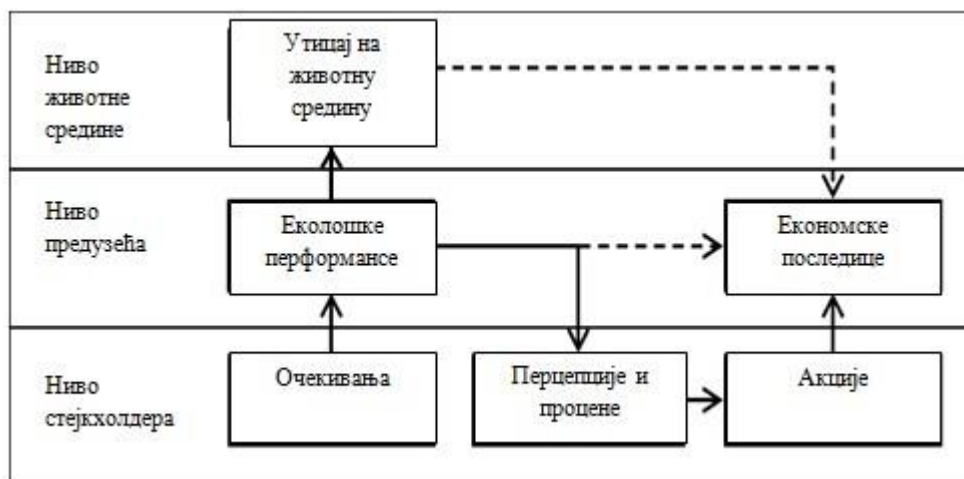 Ниво
животне
средине
Утицај на
животну
средину
Ниво
предузећа
Еколошке
перформансе
Економске
последице
Ниво
стејкхолдера
Очекивања
Перцепције и
процене
Акције